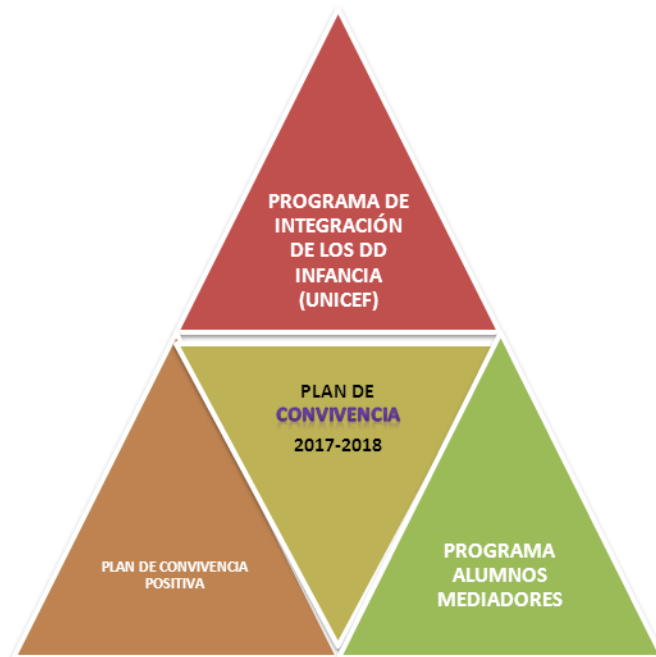 PROGRAMA DE
INTEGRACIÓN
DE LOS DD
INFANCIA
(UNICEF)
PLAN DE
CONVIVENCIA
2017-2018
PLAN DE CONVIVENCIA
POSITIVA
PROGRAMA
ALUMNOS
MEDIADORES